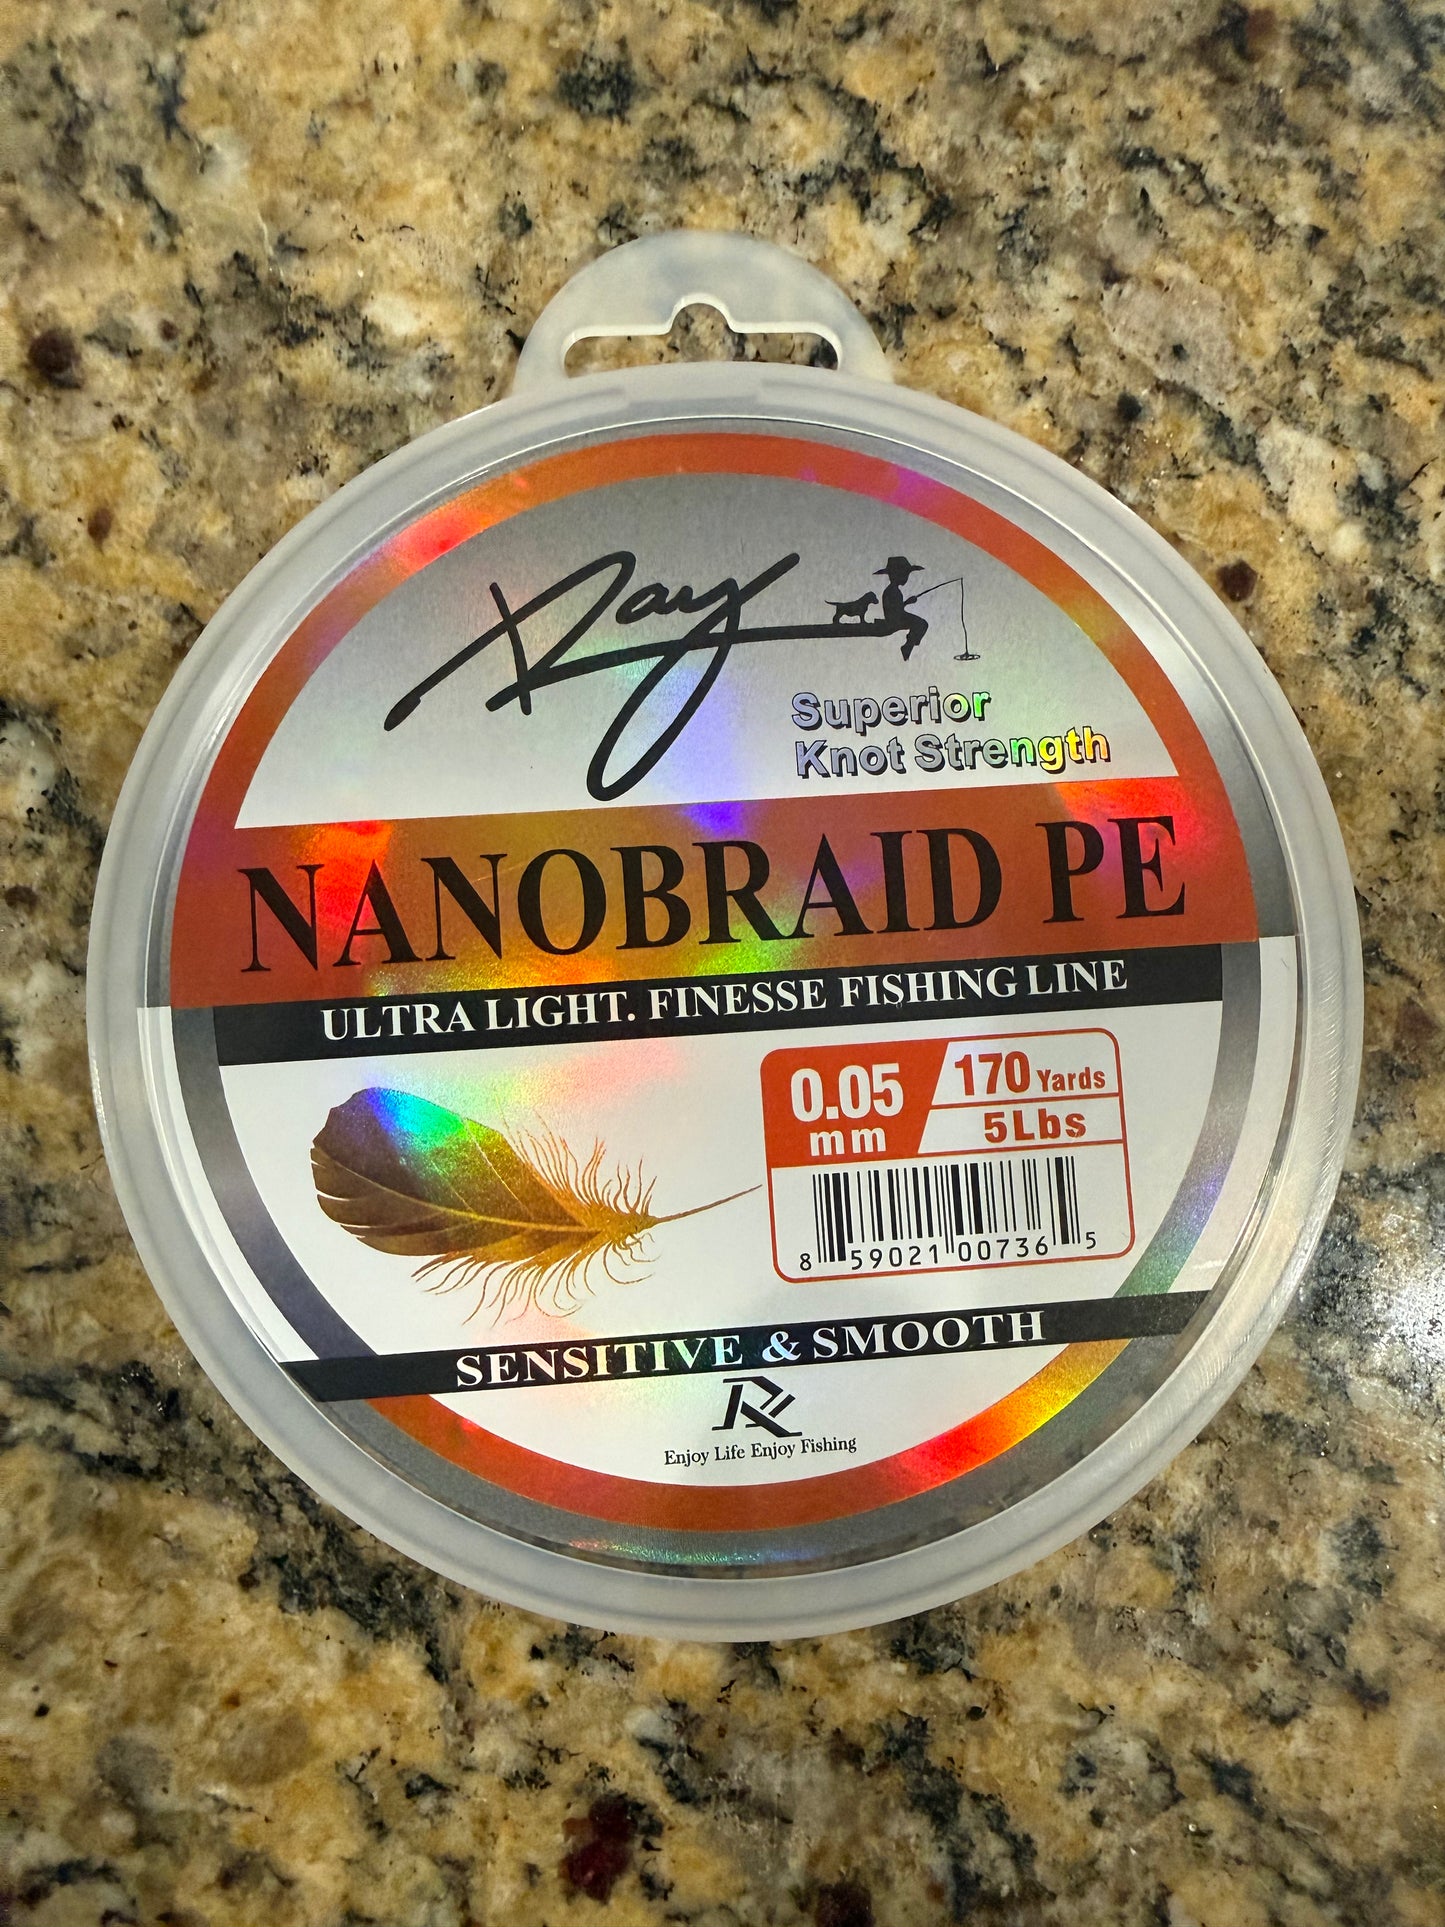 Ray
Superior
Knot Strength
NANOBRAID PE
ULTRA LIGHT. FINESSE FISHING LINE
0.05
mm
170 Yards
5Lbs
8 59021 00736 5
SENSITIVE & SMOOTH
R
Enjoy Life Enjoy Fishing